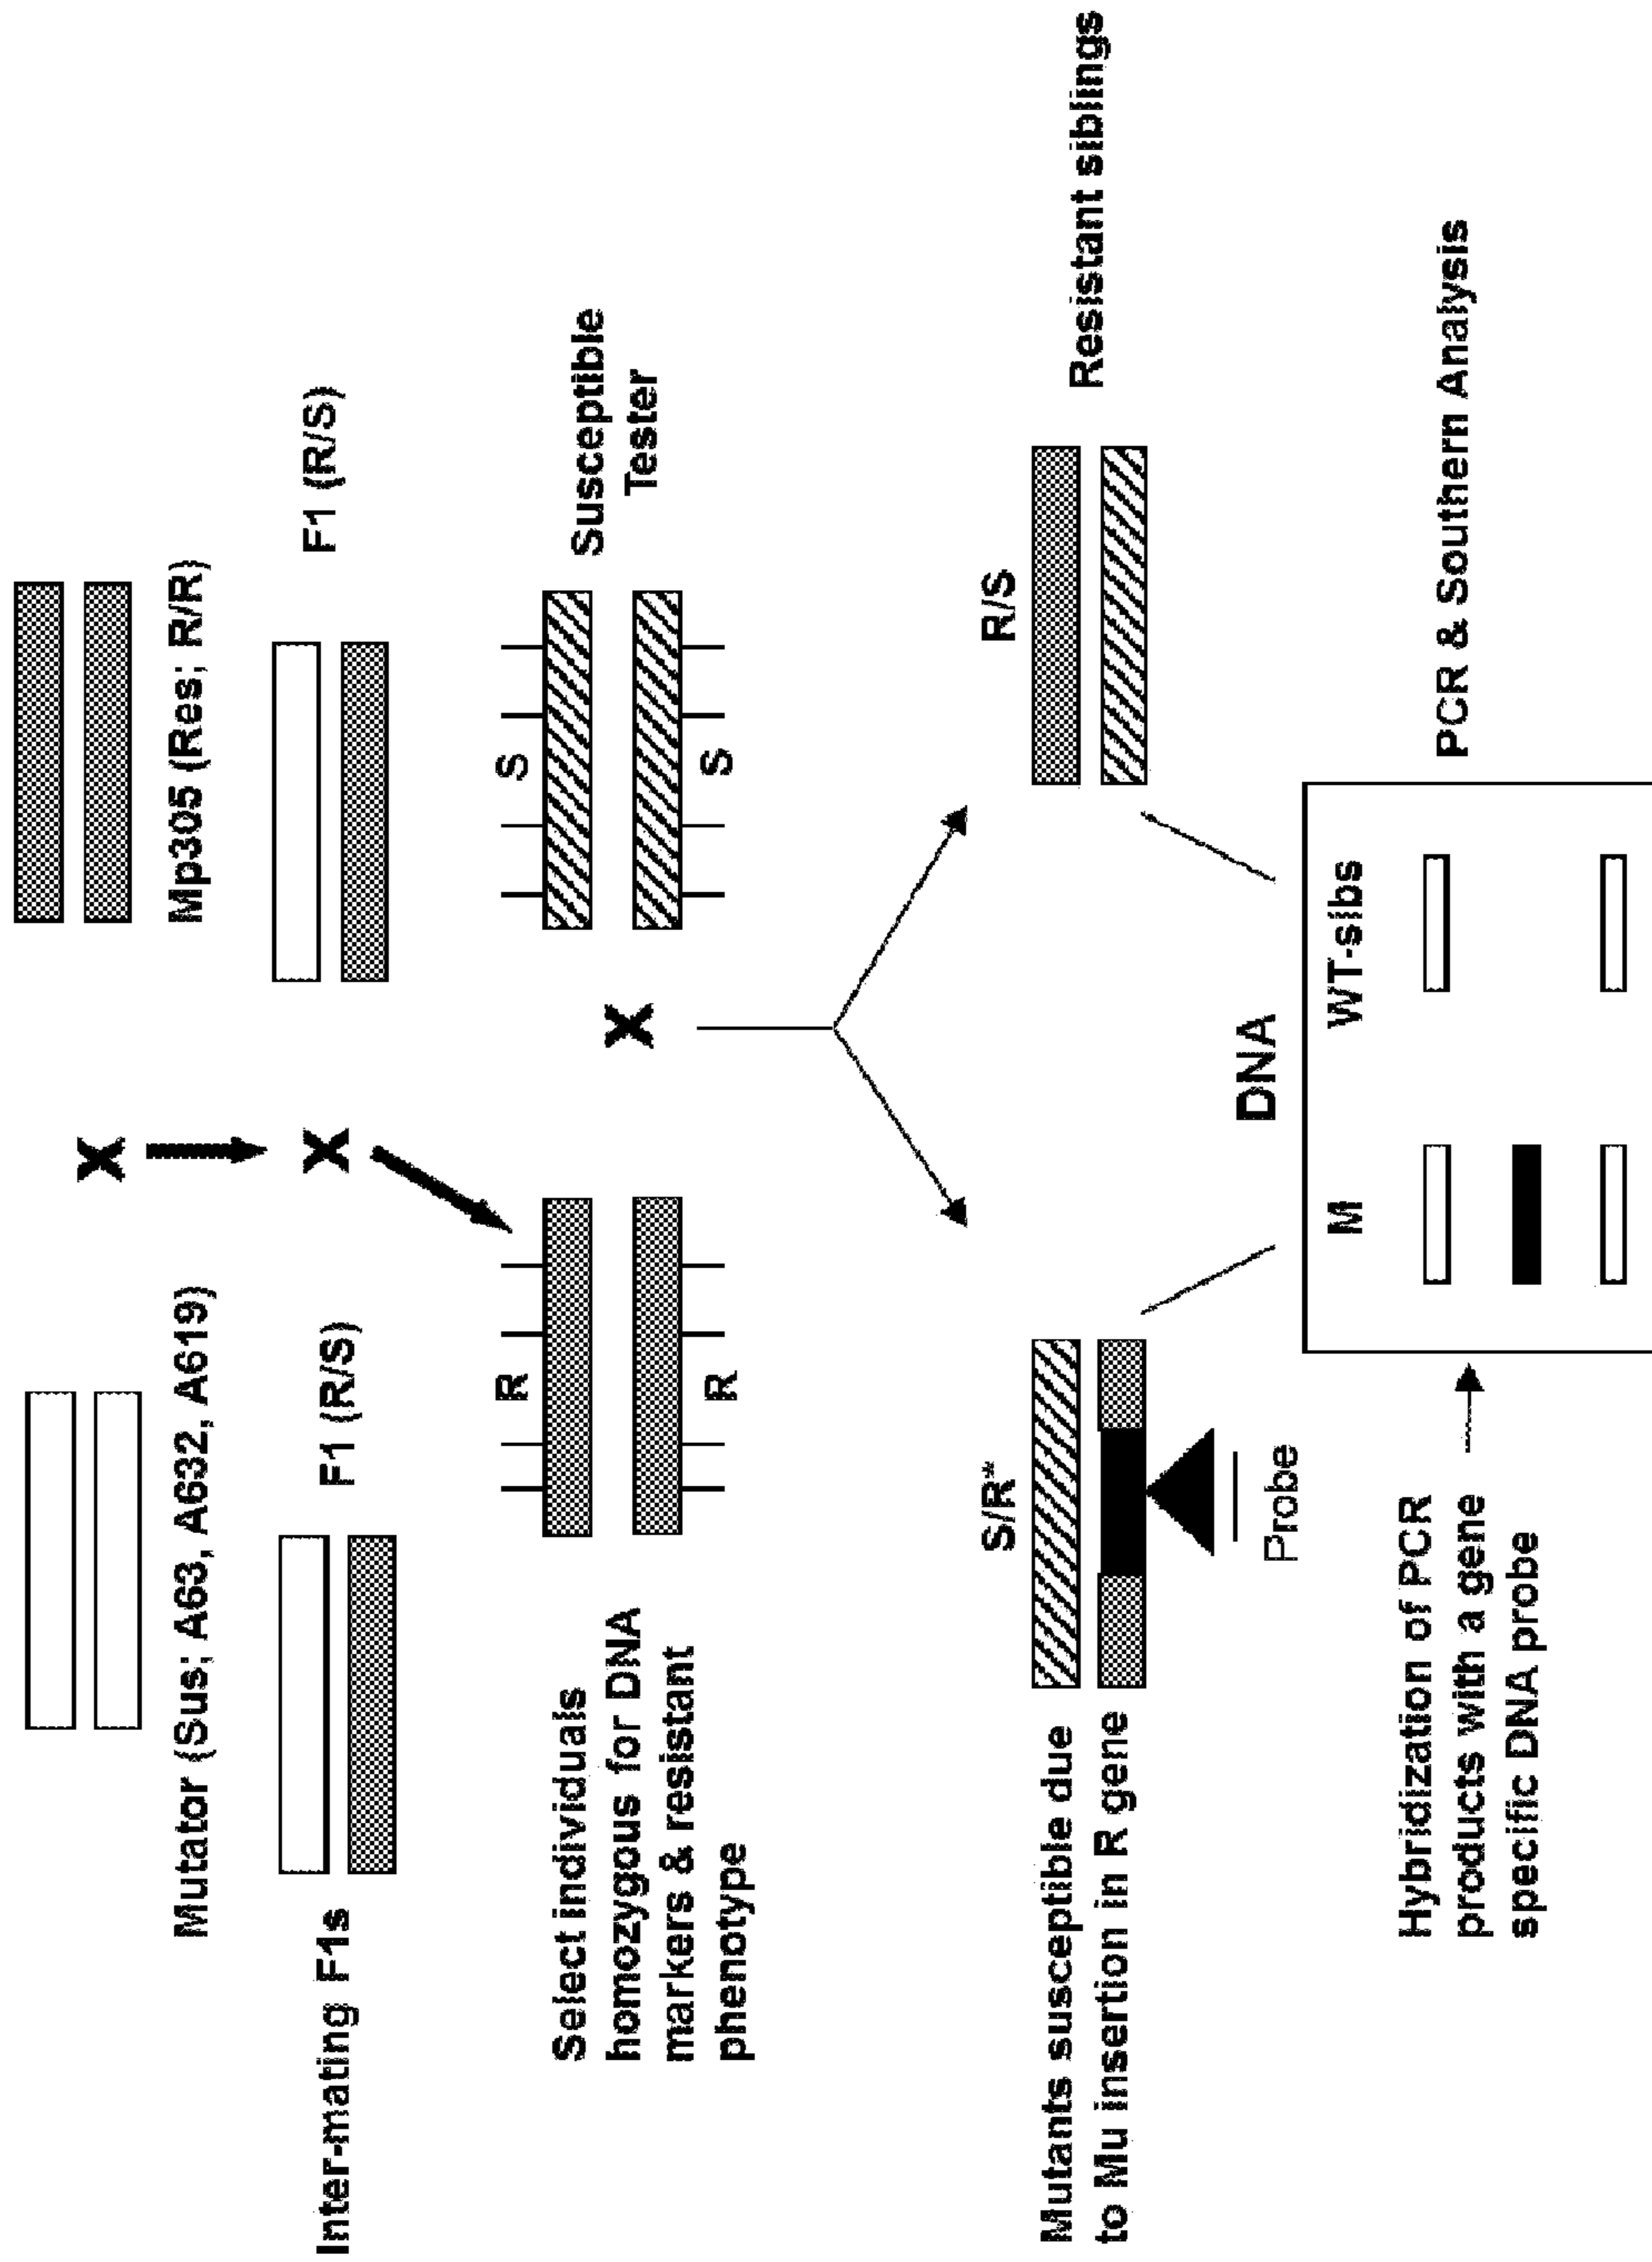 X
Mutator (Sus; A63, A632, A619)
Mp305 (Res; R/R)
Inter-mating F1s
F1 (R/S)
X
F1 (R/S)
Select individuals
homozygous for DNA
markers & resistant
phenotype
R
R
X
S
S
Susceptible
Tester
Mutants susceptible due
to Mu insertion in R gene
S/R*
Probe
R/S
Resistant siblings
DNA
Hybridization of PCR
products with a gene
specific DNA probe
M
WT-sibs
PCR & Southern Analysis